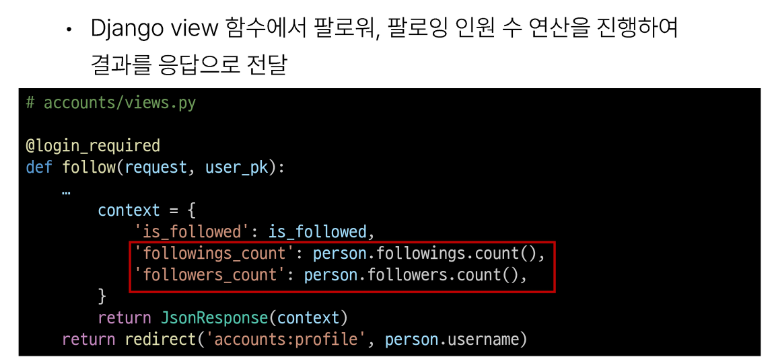 • Django view 함수에서 팔로워, 팔로잉 인원 수 연산을 진행하여
결과를 응답으로 전달
# accounts/views.py
@login_required
def follow(request, user_pk):
    …
        context = {
            'is_followed': is_followed,
            'followings_count': person.followings.count(),
            'followers_count': person.followers.count(),
        }
        return JsonResponse(context)
    return redirect('accounts:profile', person.username)